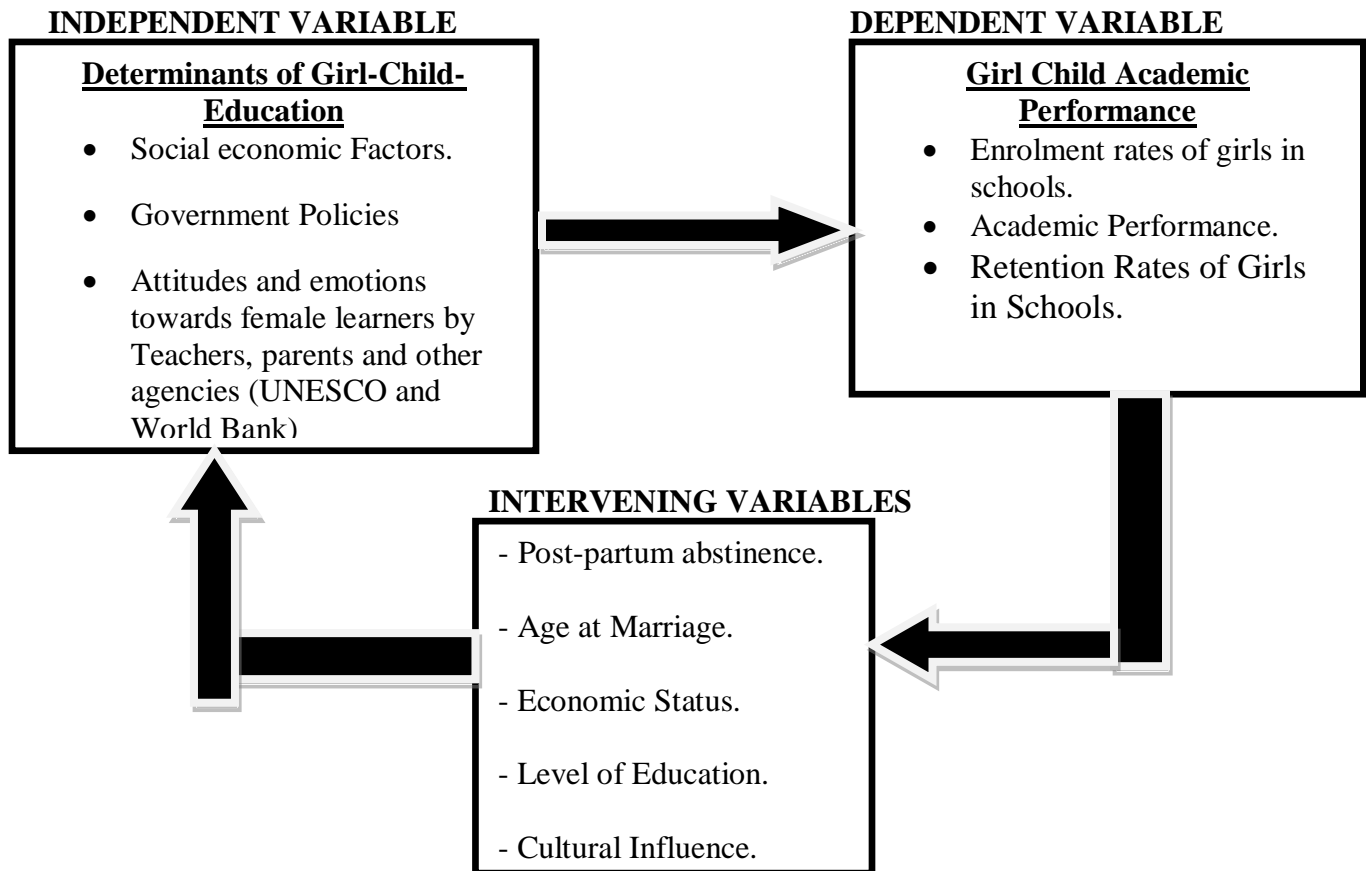 INDEPENDENT VARIABLE
Determinants of Girl-Child-
Education
• Social economic Factors.
• Government Policies
• Attitudes and emotions
towards female learners by
Teachers, parents and other
agencies (UNESCO and
World Bank)
DEPENDENT VARIABLE
Girl Child Academic
Performance
• Enrolment rates of girls in
schools.
• Academic Performance.
• Retention Rates of Girls
in Schools.
INTERVENING VARIABLES
- Post-partum abstinence.
- Age at Marriage.
- Economic Status.
- Level of Education.
- Cultural Influence.